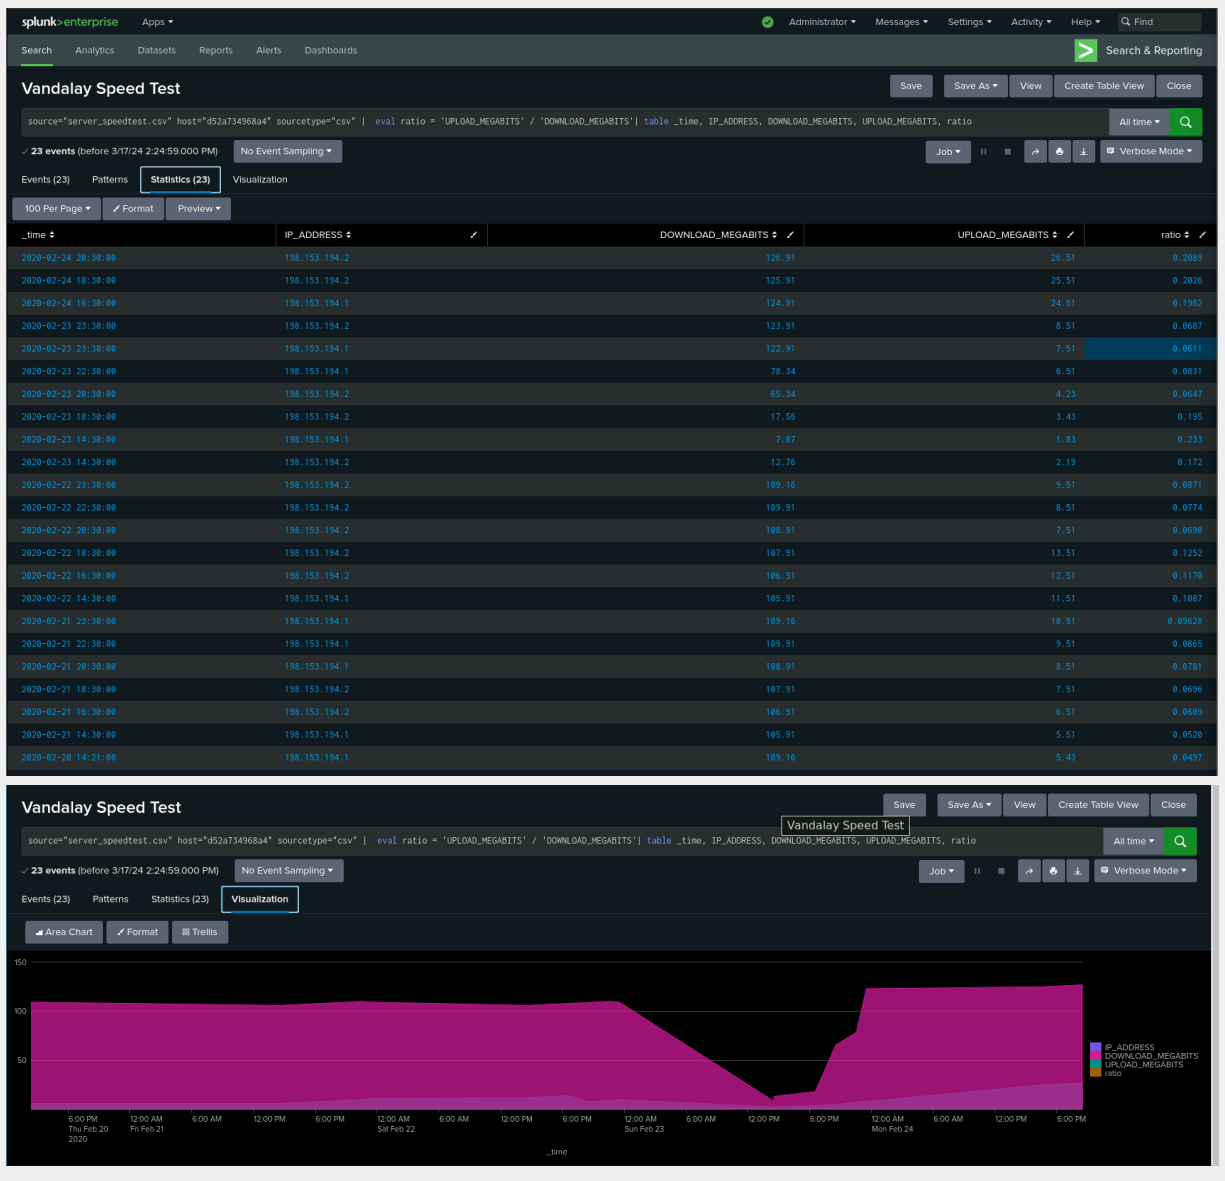 splunk>enterprise Apps Administrator Messages Settings Activity Help Find
Search Analytics Datasets Reports Alerts Dashboards Search & Reporting
Vandalay Speed Test Save Save As View Create Table View Close
source="server_speedtest.csv" host="d52a734968a4" sourcetype="csv" | eval ratio = 'UPLOAD_MEGABITS' / 'DOWNLOAD_MEGABITS'| table _time, IP_ADDRESS, DOWNLOAD_MEGABITS, UPLOAD_MEGABITS, ratio All time
23 events (before 3/17/24 2:24:59.000 PM) No Event Sampling Job Verbose Mode
Events (23) Patterns Statistics (23) Visualization
100 Per Page Format Preview
_time IP_ADDRESS DOWNLOAD_MEGABITS UPLOAD_MEGABITS ratio
2020-02-24 20:30:00 198.153.194.2 126.91 26.51 0.2089
2020-02-24 18:30:00 198.153.194.2 125.91 25.51 0.2026
2020-02-24 16:30:00 198.153.194.1 124.91 24.51 0.1962
2020-02-23 23:30:00 198.153.194.2 123.91 8.51 0.0687
2020-02-23 23:30:00 198.153.194.1 122.91 7.51 0.0611
2020-02-23 22:30:00 198.153.194.1 78.34 6.51 0.0831
2020-02-23 20:30:00 198.153.194.2 65.34 4.23 0.0647
2020-02-23 18:30:00 198.153.194.2 17.56 3.43 0.195
2020-02-23 14:30:00 198.153.194.1 7.87 1.83 0.233
2020-02-23 14:30:00 198.153.194.2 12.76 2.19 0.172
2020-02-22 23:30:00 198.153.194.2 109.16 9.51 0.0871
2020-02-22 22:30:00 198.153.194.2 109.91 8.51 0.0774
2020-02-22 20:30:00 198.153.194.2 108.91 7.51 0.0690
2020-02-22 18:30:00 198.153.194.2 107.91 13.51 0.1252
2020-02-22 16:30:00 198.153.194.2 106.91 12.51 0.1170
2020-02-22 14:30:00 198.153.194.1 105.91 11.51 0.1087
2020-02-21 23:30:00 198.153.194.1 109.16 10.51 0.09628
2020-02-21 22:30:00 198.153.194.1 109.91 9.51 0.0865
2020-02-21 20:30:00 198.153.194.1 108.91 8.51 0.0781
2020-02-21 18:30:00 198.153.194.2 107.91 7.51 0.0696
2020-02-21 16:30:00 198.153.194.2 106.91 6.51 0.0609
2020-02-21 14:30:00 198.153.194.1 105.91 5.51 0.0520
2020-02-20 14:21:00 198.153.194.1 109.16 5.43 0.0497
Vandalay Speed Test Save Save As View Create Table View Close
Vandalay Speed Test
source="server_speedtest.csv" host="d52a734968a4" sourcetype="csv" | eval ratio = 'UPLOAD_MEGABITS' / 'DOWNLOAD_MEGABITS'| table _time, IP_ADDRESS, DOWNLOAD_MEGABITS, UPLOAD_MEGABITS, ratio All time
23 events (before 3/17/24 2:24:59.000 PM) No Event Sampling Job Verbose Mode
Events (23) Patterns Statistics (23) Visualization
Area Chart Format Trellis
150
100
50
IP_ADDRESS
DOWNLOAD_MEGABITS
UPLOAD_MEGABITS
ratio
6:00 PM 12:00 AM 6:00 AM 12:00 PM 6:00 PM 12:00 AM 6:00 AM 12:00 PM 6:00 PM 12:00 AM 6:00 AM 12:00 PM 6:00 PM 12:00 AM 6:00 AM 12:00 PM 6:00 PM
Thu Feb 20 Fri Feb 21 Sat Feb 22 Sun Feb 23 Mon Feb 24
2020
_time